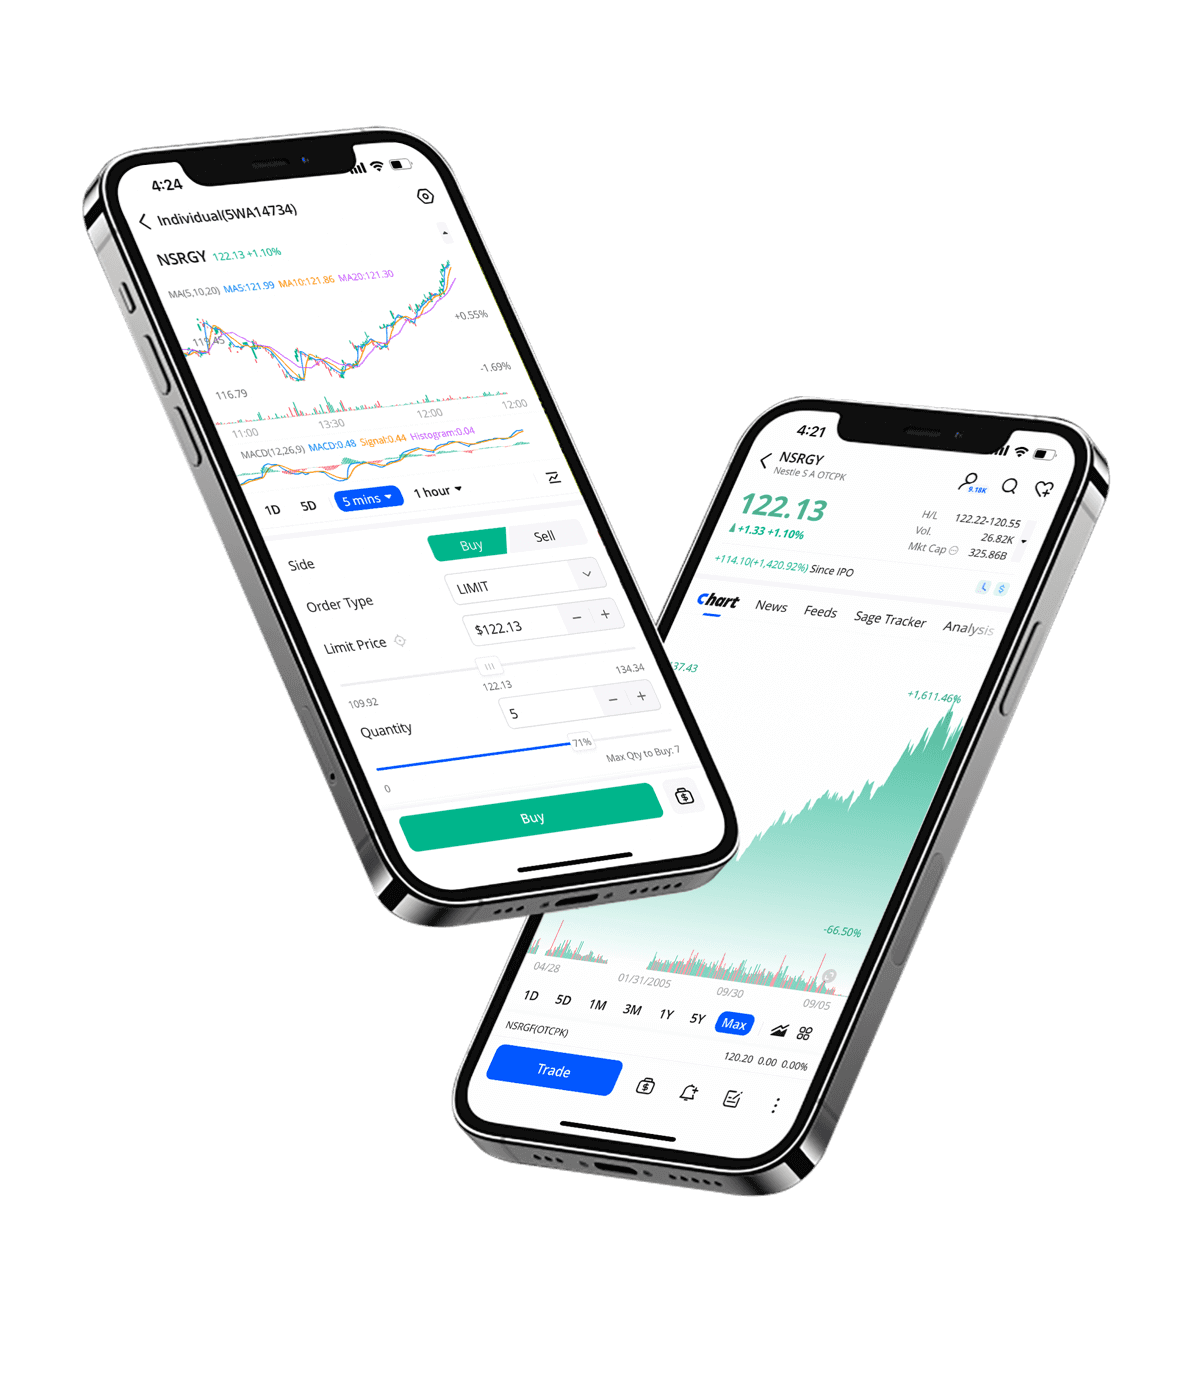 4:24
Individual(5WA14734)
NSRGY 122.13 +1.10%
MA(5,10,20) MA5:121.99 MA10:121.86 MA20:121.30
+0.55%
-1.69%
116.79
11:00 13:30 12:00 12:00
MACD(12,26,9) MACD:0.48 Signal:0.44 Histogram:0.04
1D 5D 5 mins 1 hour
Side Buy Sell
Order Type LIMIT
Limit Price $122.13 − +
109.92 122.13 134.34
Quantity 5 − +
71%
0 Max Qty to Buy: 7
Buy
4:21
NSRGY
Nestle S A OTCPK
9.18K
122.13
+1.33 +1.10%
H/L 122.22-120.55
Vol. 26.82K
Mkt Cap 325.86B
+114.10(+1,420.92%) Since IPO
L $
Chart News Feeds Sage Tracker Analysis
37.43
+1,611.46%
-66.50%
04/28 01/31/2005 09/30 09/05
1D 5D 1M 3M 1Y 5Y Max
NSRGF(OTCPK) 120.20 0.00 0.00%
Trade